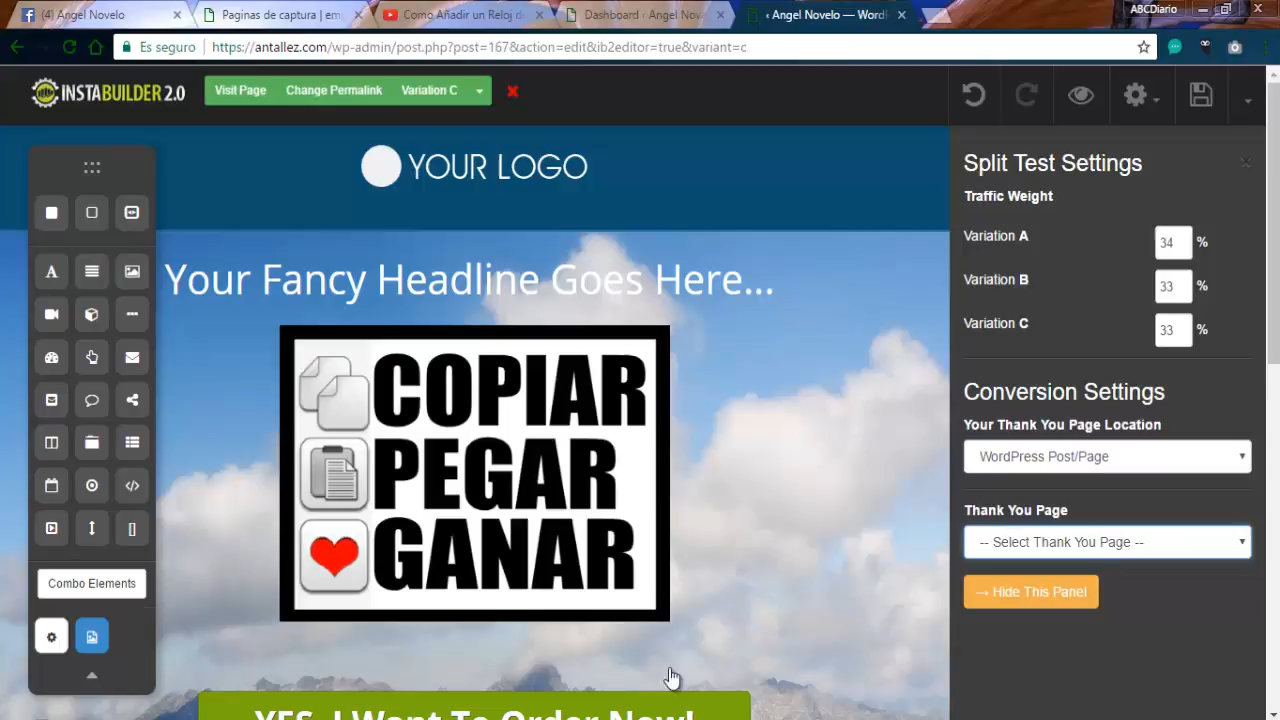 ABCDiario
(4) Angel Novelo
Paginas de captura | em
Como Añadir un Reloj de
Dashboard ‹ Angel Nov
‹ Angel Novelo — Word
Es seguro
https://antallez.com/wp-admin/post.php?post=167&action=edit&ib2editor=true&variant=c
INSTABUILDER 2.0
Visit Page
Change Permalink
Variation C
YOUR LOGO
Your Fancy Headline Goes Here...
COPIAR
PEGAR
GANAR
YES, I Want To Order Now!
A
[]
Combo Elements
Split Test Settings
Traffic Weight
Variation A
34 %
Variation B
33 %
Variation C
33 %
Conversion Settings
Your Thank You Page Location
WordPress Post/Page
Thank You Page
-- Select Thank You Page --
→ Hide This Panel